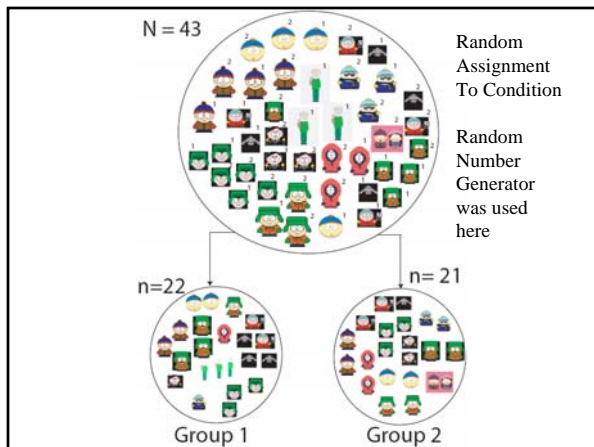 N = 43
Random
Assignment
To Condition
Random
Number
Generator
was used
here
n=22
n= 21
Group 1
Group 2